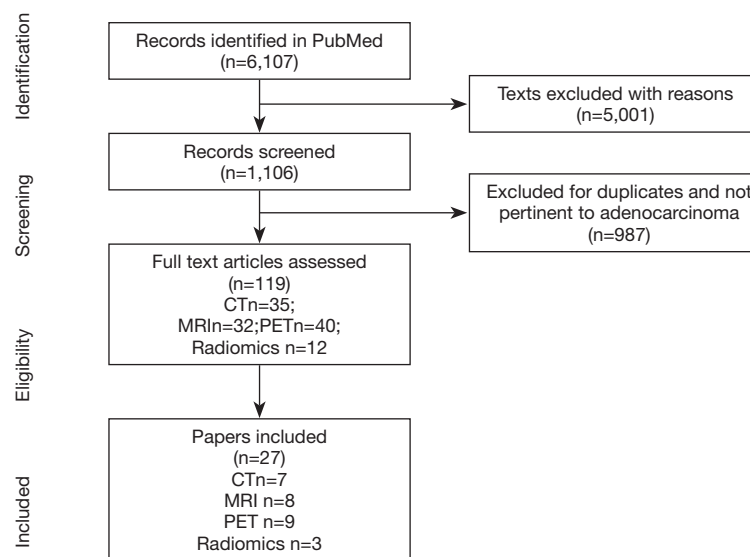 Identification
Records identified in PubMed
(n=6,107)
Texts excluded with reasons
(n=5,001)
Screening
Records screened
(n=1,106)
Excluded for duplicates and not
pertinent to adenocarcinoma
(n=987)
Eligibility
Full text articles assessed
(n=119)
CTn=35;
MRIn=32;PETn=40;
Radiomics n=12
Included
Papers included
(n=27)
CTn=7
MRI n=8
PET n=9
Radiomics n=3